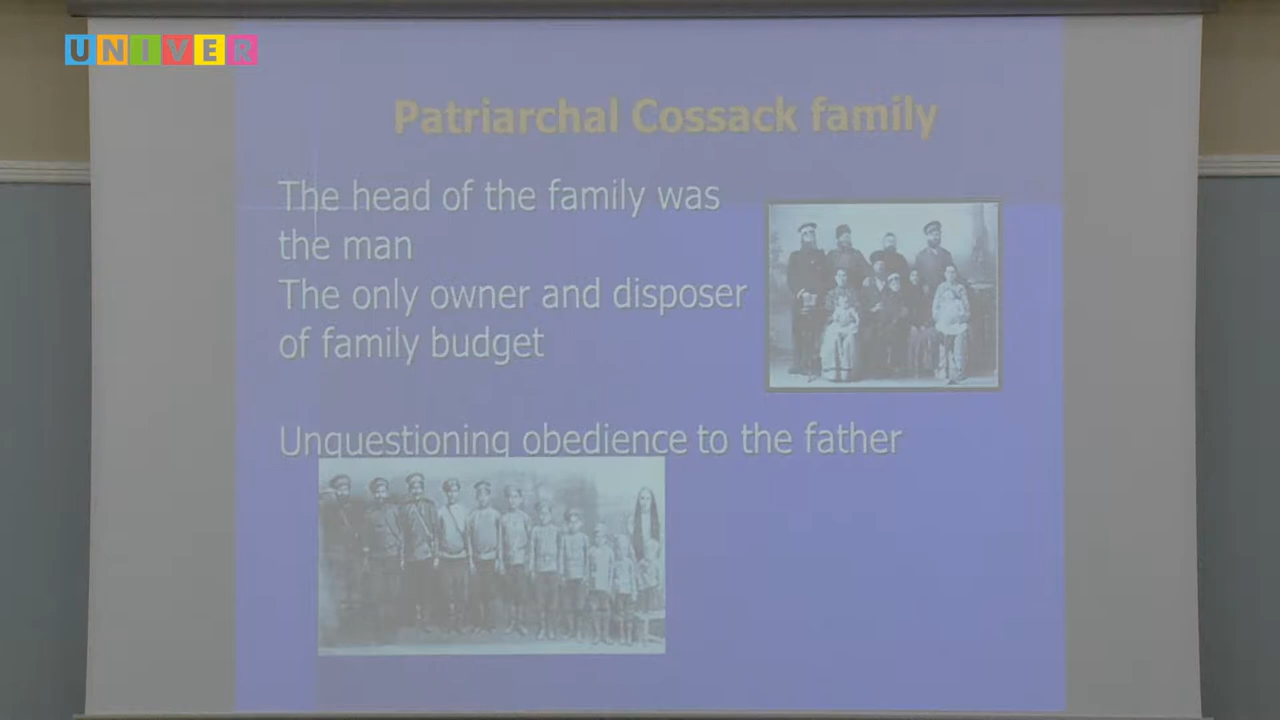 UNIVER
Patriarchal Cossack family
The head of the family was
the man
The only owner and disposer
of family budget
Unquestioning obedience to the father